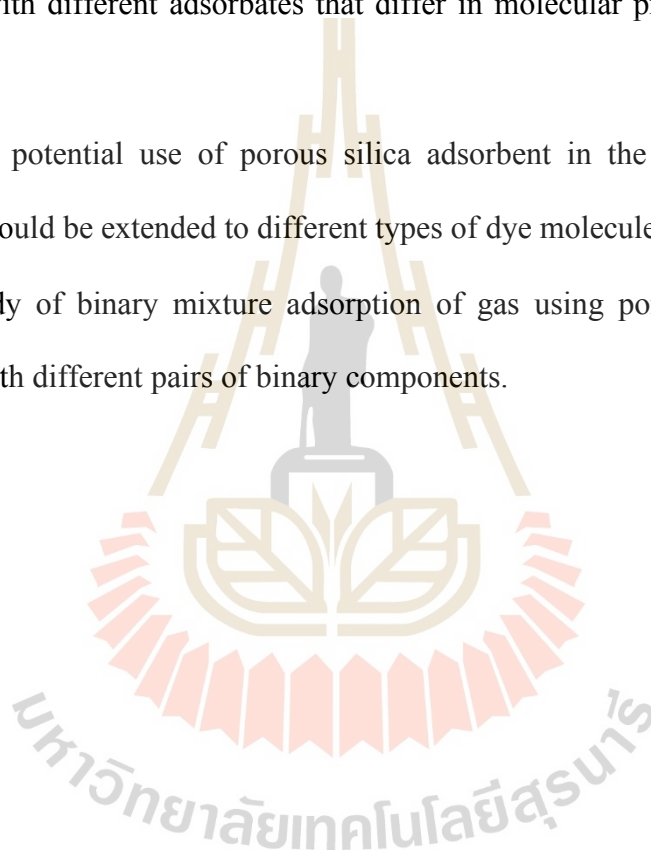 with different adsorbates that differ in molecular
potential use of porous silica adsorbent in the
ould be extended to different types of dye molecule
dy of binary mixture adsorption of gas using
th different pairs of binary components.
มหาวิทยาลัยเทคโนโลยีสุรนารี